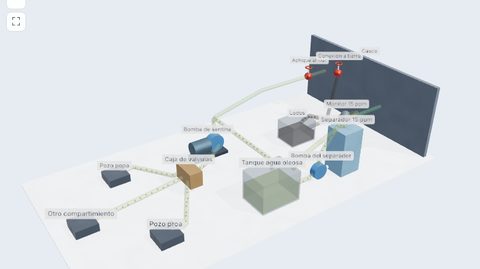 Casco
Conexión a tierra
Achique al mar
Monitor 15 ppm
Lodos
Separador 15 ppm
Bomba de sentina
Bomba del separador
Caja de válvulas
Tanque agua oleosa
Pozo popa
Otro compartimiento
Pozo proa